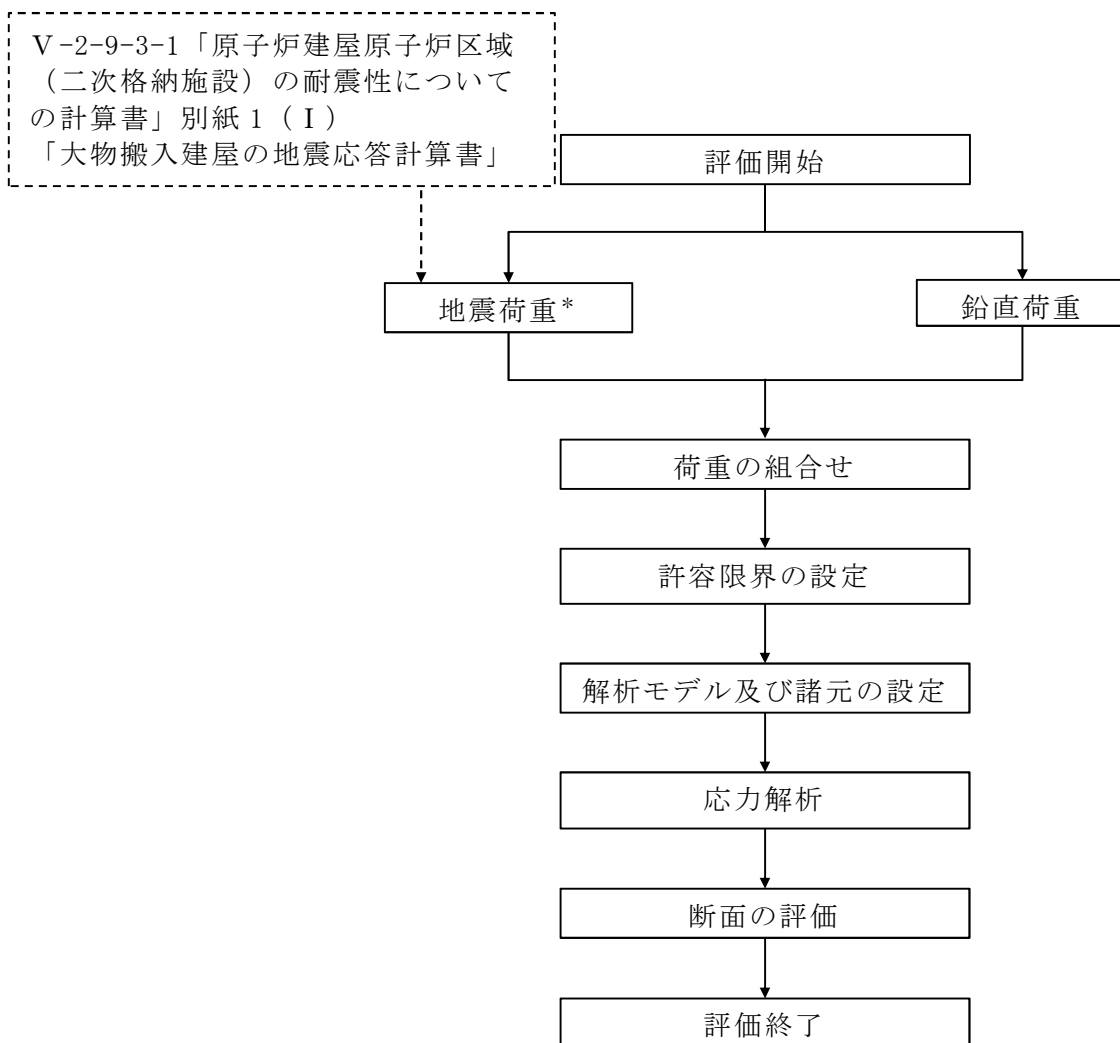 Ⅴ-2-9-3-1「原子炉建屋原子炉区域
（二次格納施設）の耐震性について
の計算書」別紙 1（Ⅰ）
「大物搬入建屋の地震応答計算書」
評価開始
地震荷重*
鉛直荷重
荷重の組合せ
許容限界の設定
解析モデル及び諸元の設定
応力解析
断面の評価
評価終了